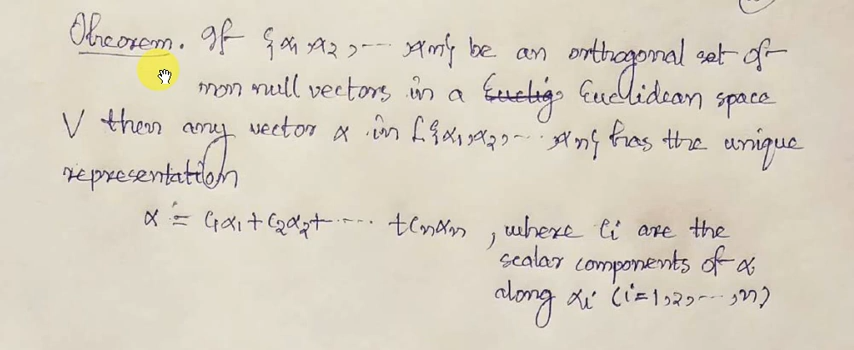 Theorem. If {α1, α2, --- αn} be an orthogonal set of
non null vectors in a Euclidean space
V then any vector α in L{α1, α2, --- αn} has the unique
representation
α = c1α1 + c2α2 + ---- + cnαn , where ci are the
scalar components of α
along αi (i=1,2, ---, n)